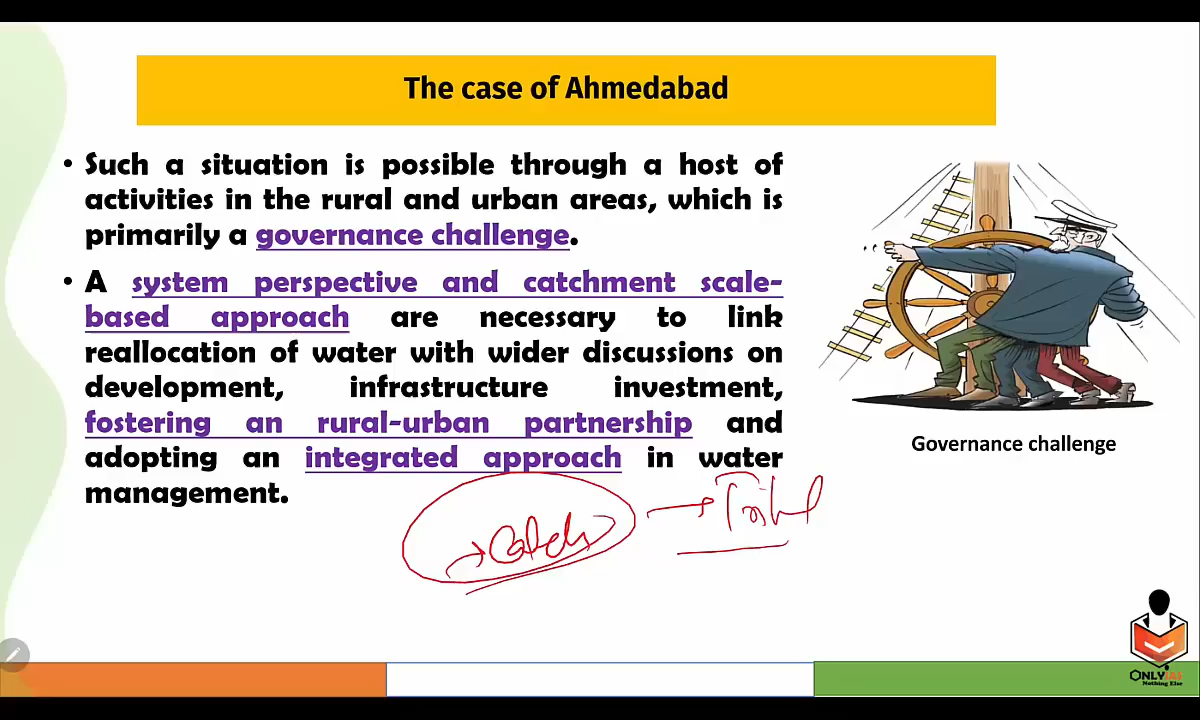 The case of Ahmedabad
• Such a situation is possible through a host of
activities in the rural and urban areas, which is
primarily a governance challenge.
• A system perspective and catchment scale-
based approach are necessary to link
reallocation of water with wider discussions on
development, infrastructure investment,
fostering an rural-urban partnership and
adopting an integrated approach in water
management.
Governance challenge
ONLYIAS
Nothing Else